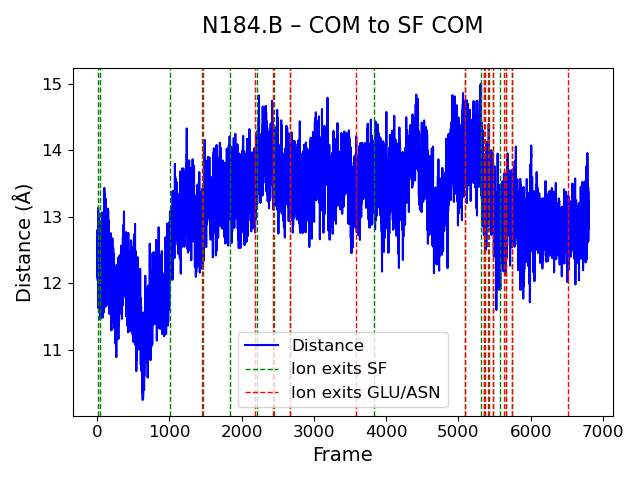 N184.B – COM to SF COM
15
14
13
12
11
Distance (Å)
Distance
Ion exits SF
Ion exits GLU/ASN
0 1000 2000 3000 4000 5000 6000 7000
Frame